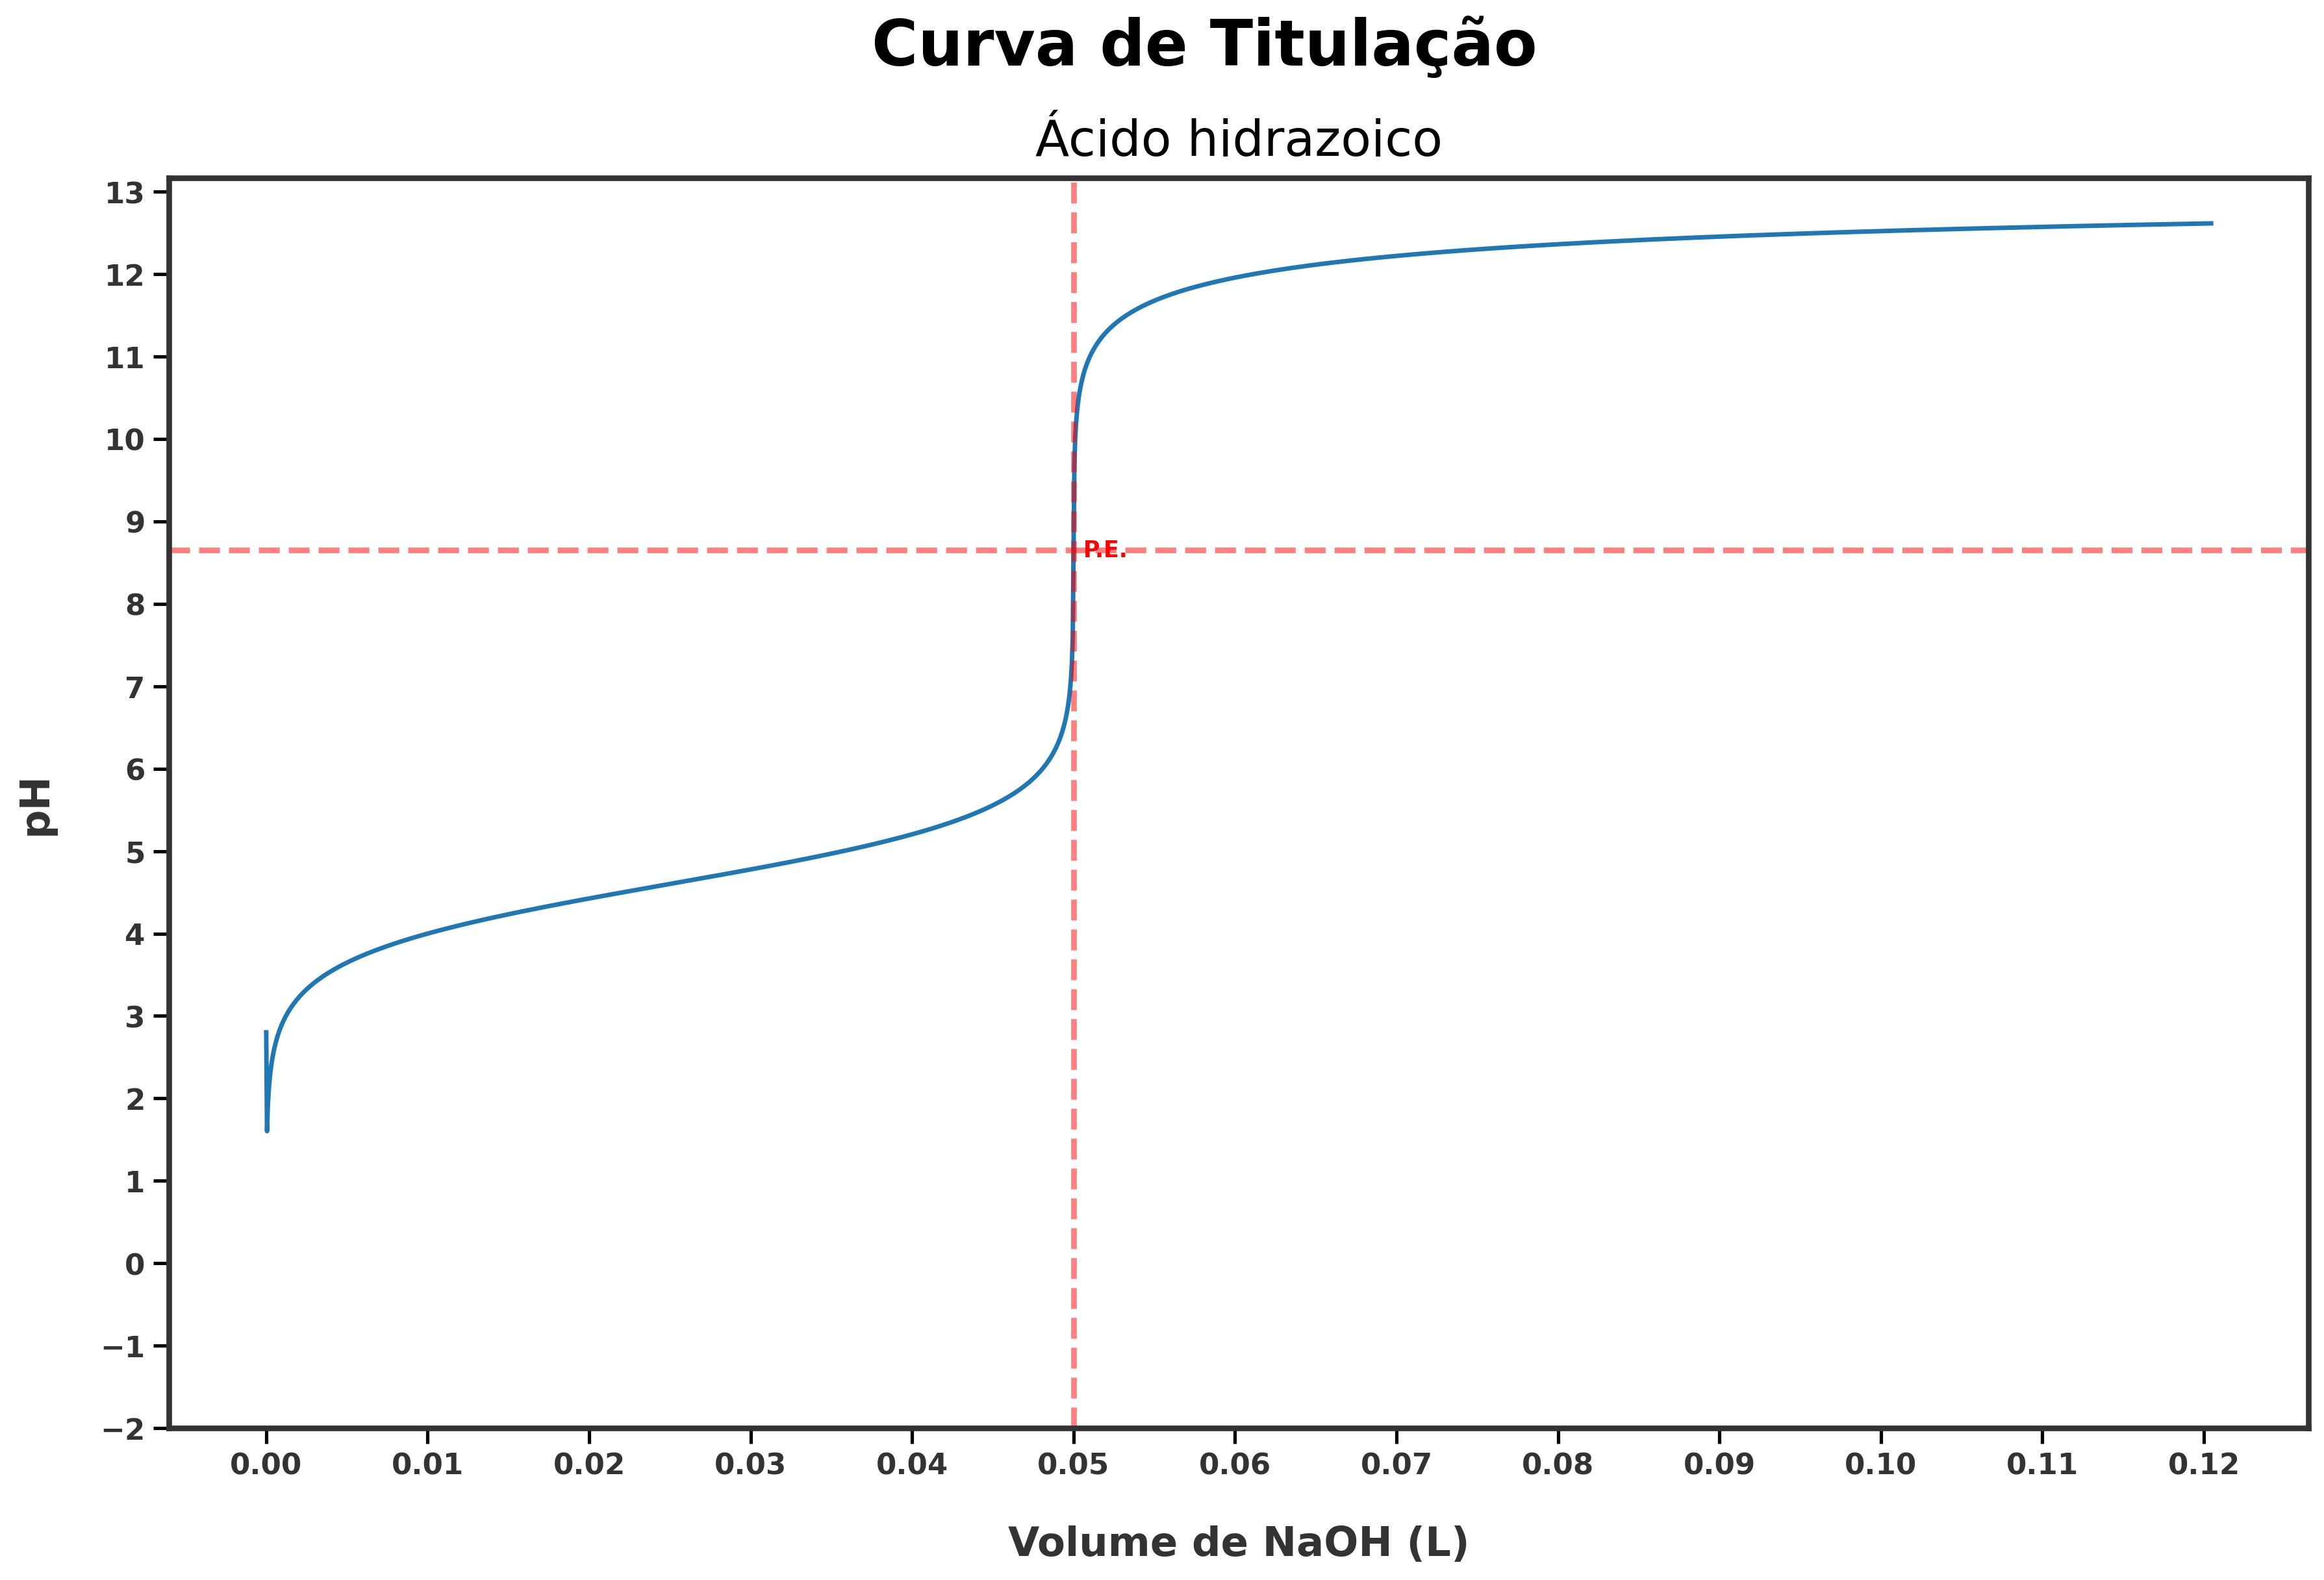 Curva de Titulação
Ácido hidrazoico
13
12
11
10
9
8
7
6
5
4
3
2
1
0
−1
−2
pH
P.E.
0.00 0.01 0.02 0.03 0.04 0.05 0.06 0.07 0.08 0.09 0.10 0.11 0.12
Volume de NaOH (L)